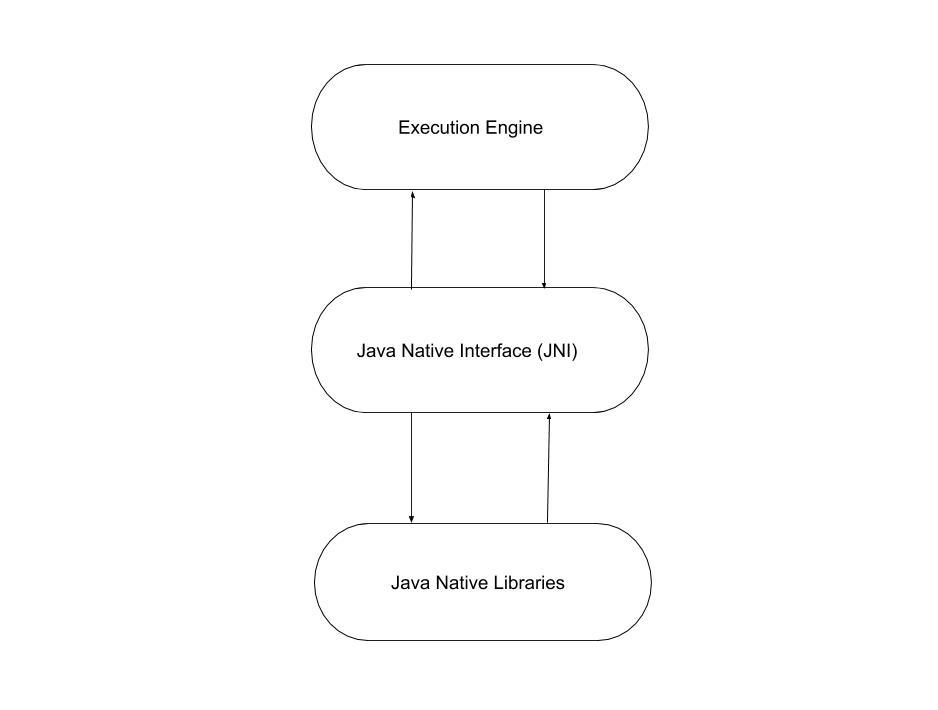 Execution Engine
Java Native Interface (JNI)
Java Native Libraries